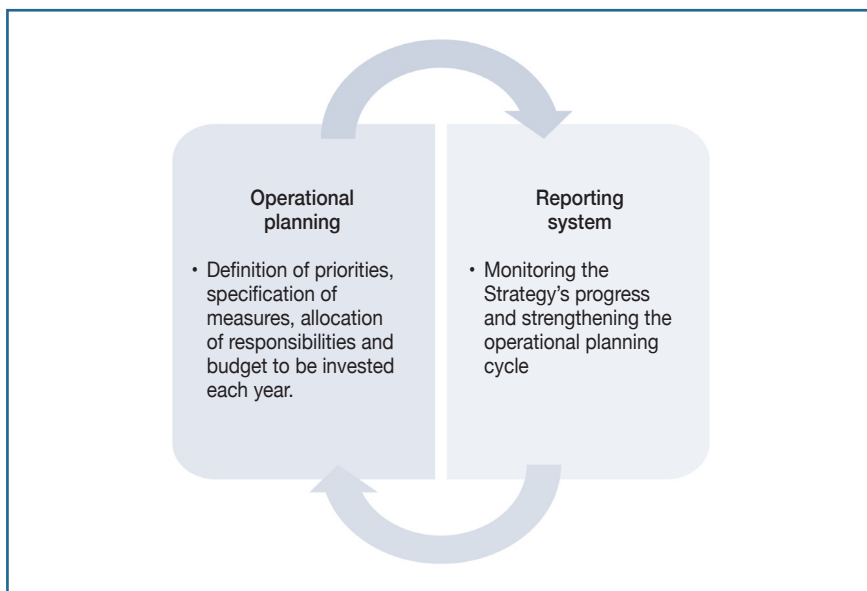 Operational
planning
• Definition of priorities,
specification of
measures, allocation
of responsibilities and
budget to be invested
each year.
Reporting
system
• Monitoring the
Strategy's progress
and strengthening the
operational planning
cycle